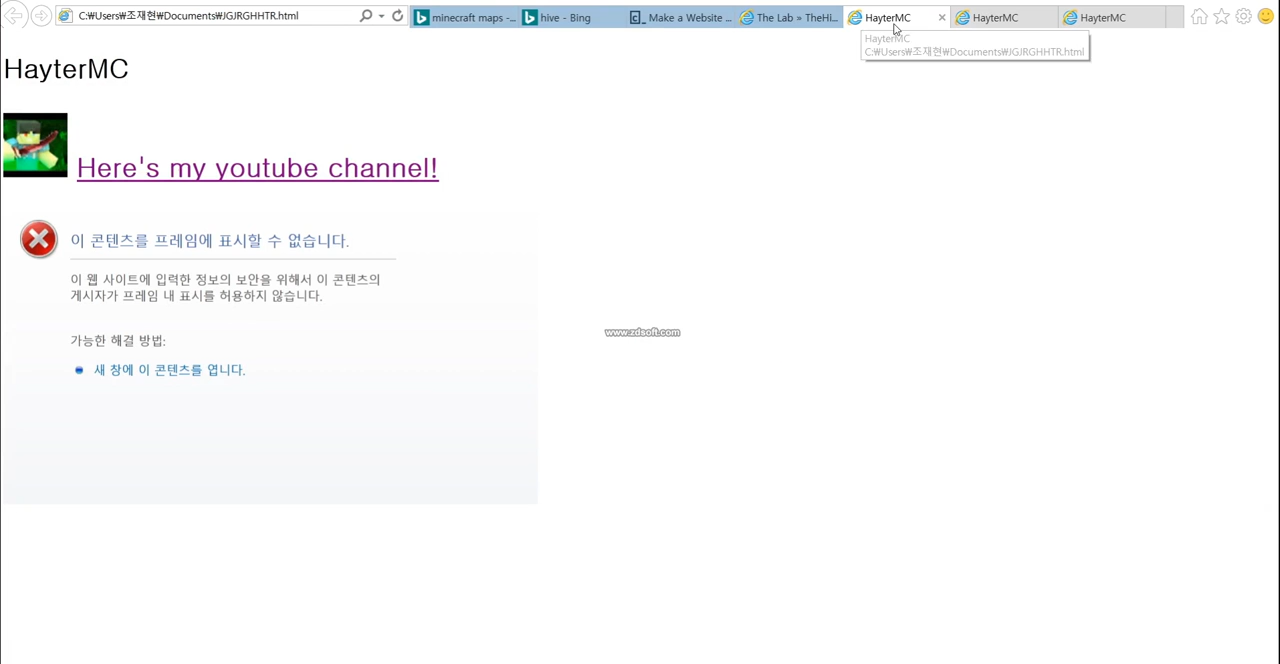 C:₩Users₩조재현₩Documents₩JGJRGHHTR.html
minecraft maps -...
hive - Bing
Make a Website ...
The Lab » TheHi...
HayterMC
HayterMC
HayterMC
HayterMC
C:₩Users₩조재현₩Documents₩JGJRGHHTR.html
HayterMC
Here's my youtube channel!
이 콘텐츠를 프레임에 표시할 수 없습니다.
이 웹 사이트에 입력한 정보의 보안을 위해서 이 콘텐츠의
게시자가 프레임 내 표시를 허용하지 않습니다.
www.zdsoft.com
가능한 해결 방법:
새 창에 이 콘텐츠를 엽니다.